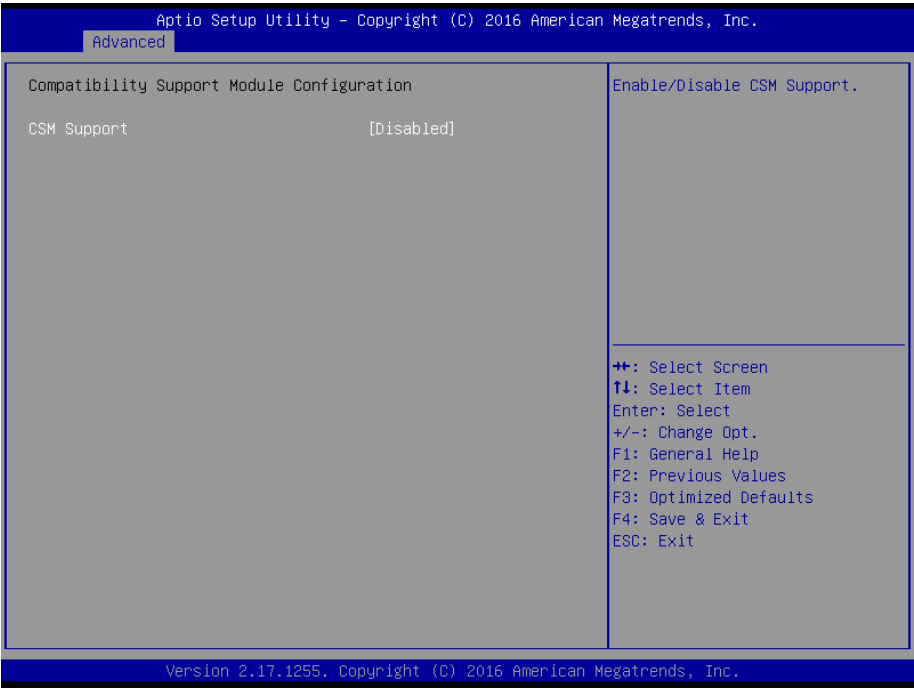 Aptio Setup Utility – Copyright (C) 2016 American Megatrends, Inc.
Advanced
Compatibility Support Module Configuration
CSM Support [Disabled]
Enable/Disable CSM Support.
→←: Select Screen
↑↓: Select Item
Enter: Select
+/-: Change Opt.
F1: General Help
F2: Previous Values
F3: Optimized Defaults
F4: Save & Exit
ESC: Exit
Version 2.17.1255. Copyright (C) 2016 American Megatrends, Inc.